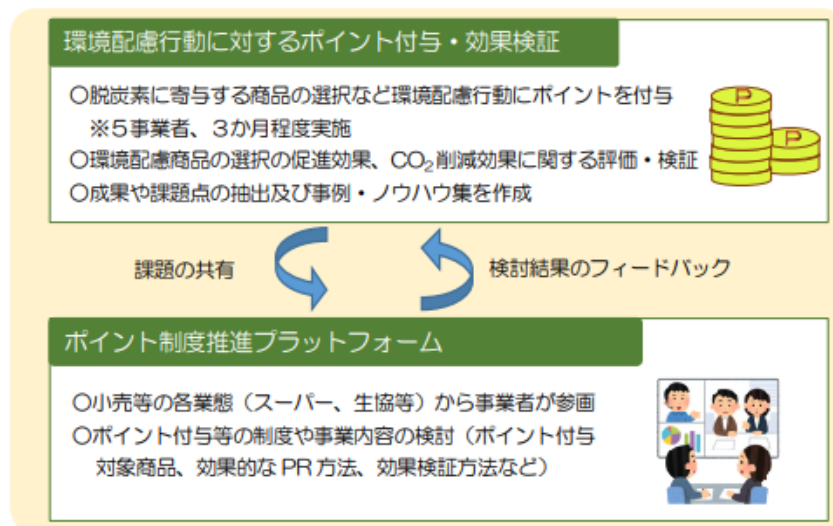 環境配慮行動に対するポイント付与・効果検証
〇脱炭素に寄与する商品の選択など環境配慮行動にポイントを付与
※５事業者、３か月程度実施
〇環境配慮商品の選択の促進効果、CO₂削減効果に関する評価・検証
〇成果や課題点の抽出及び事例・ノウハウ集を作成
P
P
課題の共有
検討結果のフィードバック
ポイント制度推進プラットフォーム
〇小売等の各業態（スーパー、生協等）から事業者が参画
〇ポイント付与等の制度や事業内容の検討（ポイント付与
対象商品、効果的なPR方法、効果検証方法など）